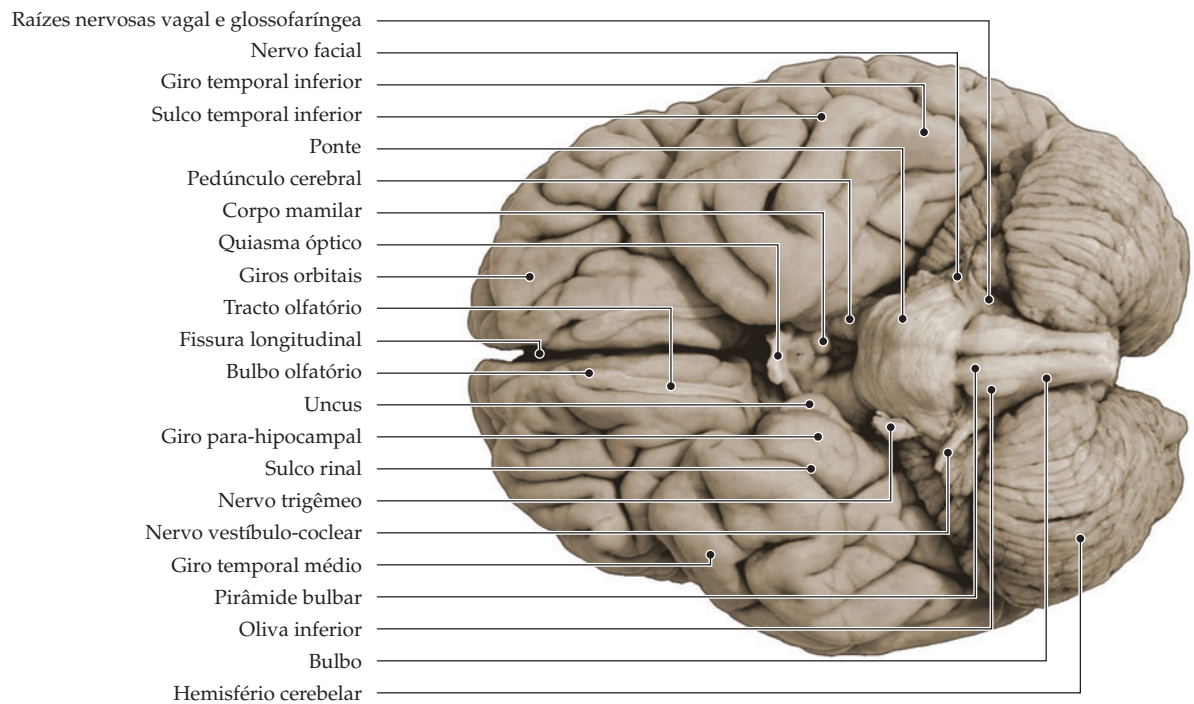 Raízes nervosas vagal e glossofaríngea
Nervo facial
Giro temporal inferior
Sulco temporal inferior
Ponte
Pedúnculo cerebral
Corpo mamilar
Quiasma óptico
Giros orbitais
Tracto olfatório
Fissura longitudinal
Bulbo olfatório
Uncus
Giro para-hipocampal
Sulco rinal
Nervo trigêmeo
Nervo vestíbulo-coclear
Giro temporal médio
Pirâmide bulbar
Oliva inferior
Bulbo
Hemisfério cerebelar